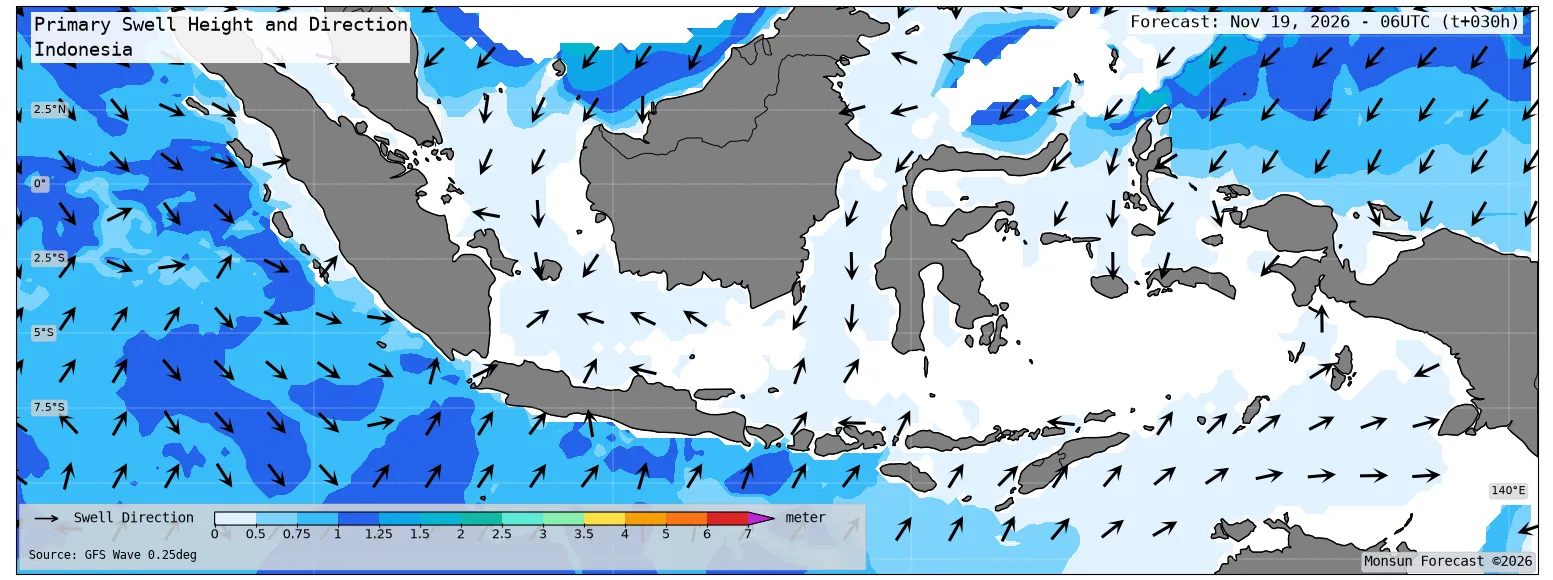 Primary Swell Height and Direction
Indonesia
Forecast: Nov 19, 2026 - 06UTC (t+030h)
2.5°N
0°
2.5°S
5°S
7.5°S
140°E
Swell Direction
0 0.5 0.75 1 1.25 1.5 2 2.5 3 3.5 4 5 6 7
meter
Source: GFS Wave 0.25deg
Monsun Forecast ©2026